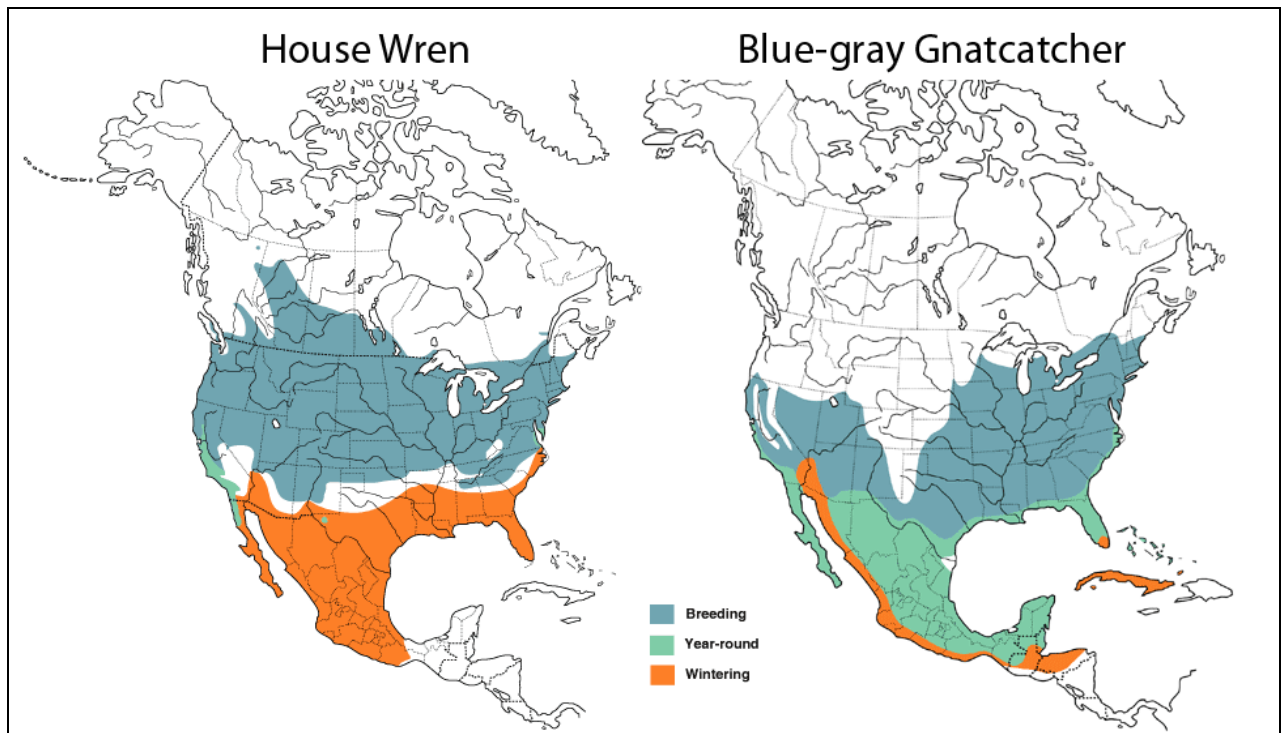 House Wren
Blue-gray Gnatcatcher
Breeding
Year-round
Wintering